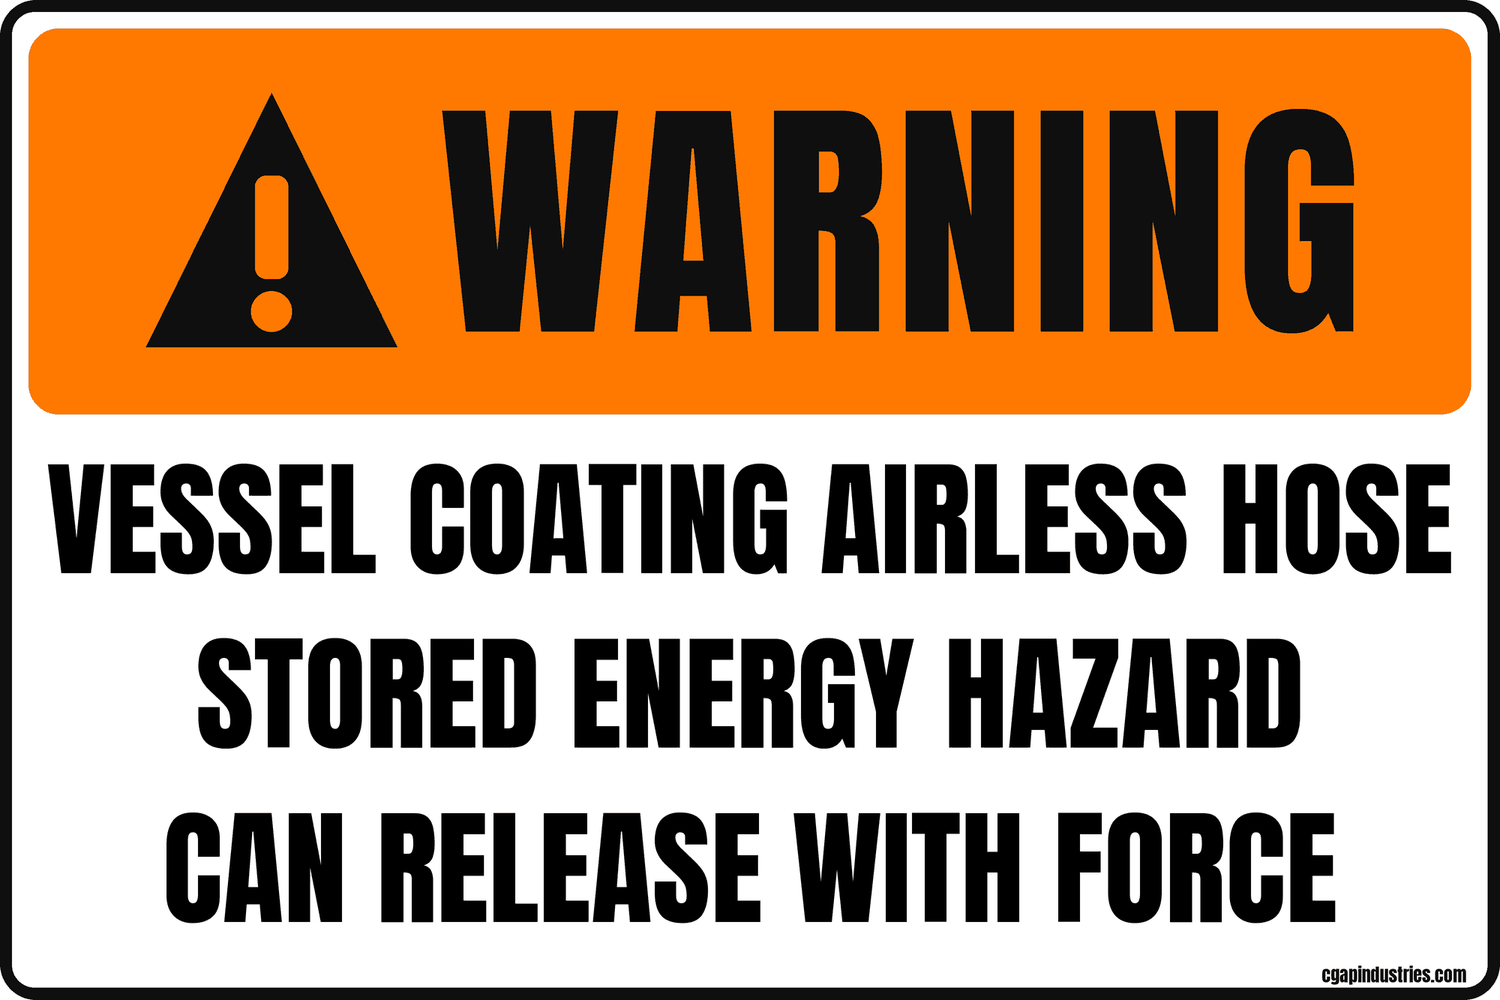 WARNING
VESSEL COATING AIRLESS HOSE
STORED ENERGY HAZARD
CAN RELEASE WITH FORCE
cgapindustries.com